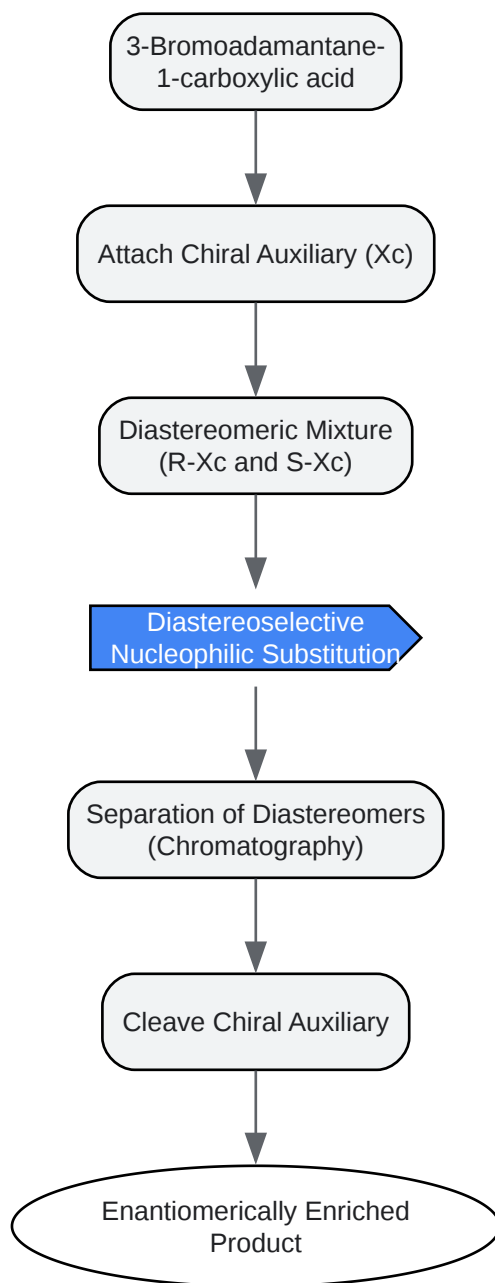 3-Bromoadamantane-
1-carboxylic acid
Attach Chiral Auxiliary (Xc)
Diastereomeric Mixture
(R-Xc and S-Xc)
Diastereoselective
Nucleophilic Substitution
Separation of Diastereomers
(Chromatography)
Cleave Chiral Auxiliary
Enantiomerically Enriched
Product